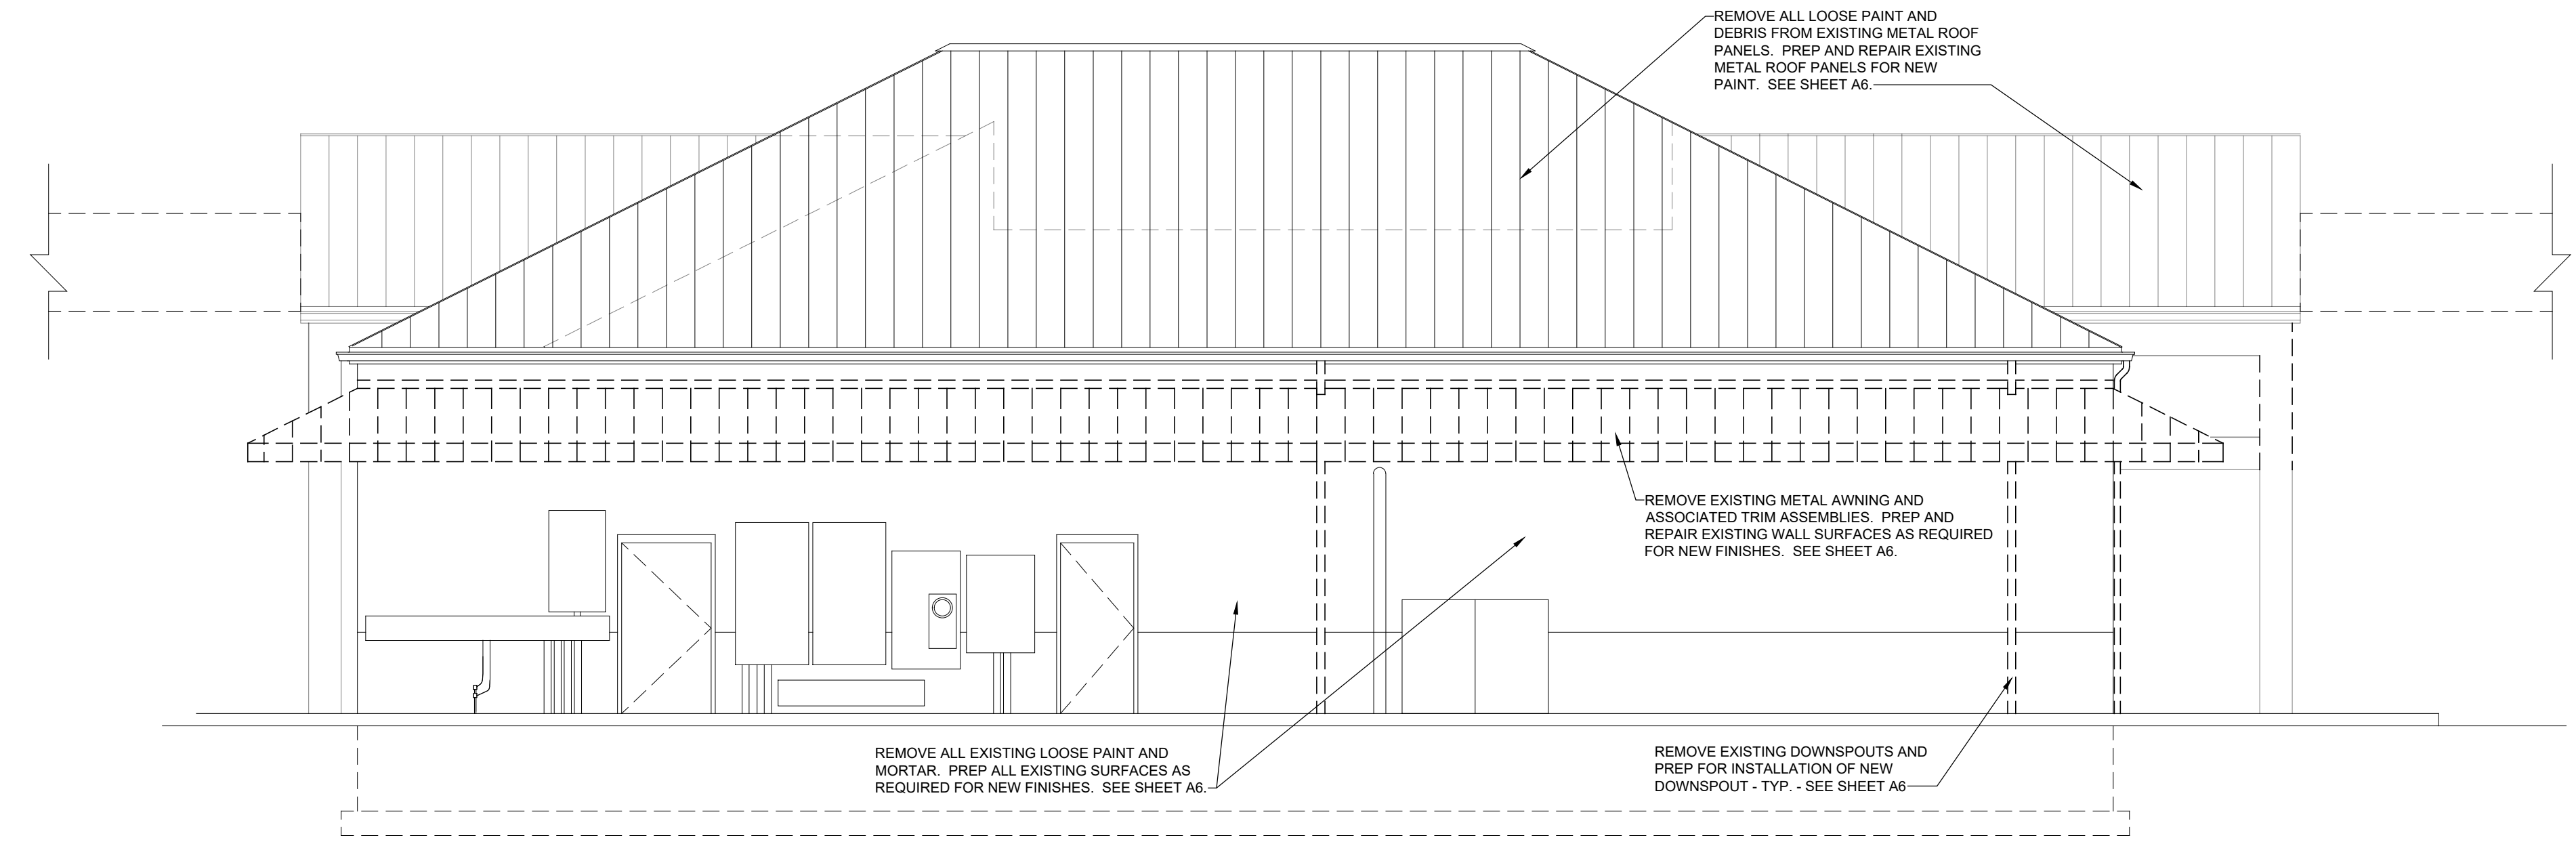 REMOVE ALL LOOSE PAINT AND
DEBRIS FROM EXISTING METAL ROOF
PANELS. PREP AND REPAIR EXISTING
METAL ROOF PANELS FOR NEW
PAINT. SEE SHEET A6.
REMOVE EXISTING METAL AWNING AND
ASSOCIATED TRIM ASSEMBLIES. PREP AND
REPAIR EXISTING WALL SURFACES AS REQUIRED
FOR NEW FINISHES. SEE SHEET A6.
REMOVE ALL EXISTING LOOSE PAINT AND
MORTAR. PREP ALL EXISTING SURFACES AS
REQUIRED FOR NEW FINISHES. SEE SHEET A6.
REMOVE EXISTING DOWNSPOUTS AND
PREP FOR INSTALLATION OF NEW
DOWNSPOUT - TYP. - SEE SHEET A6